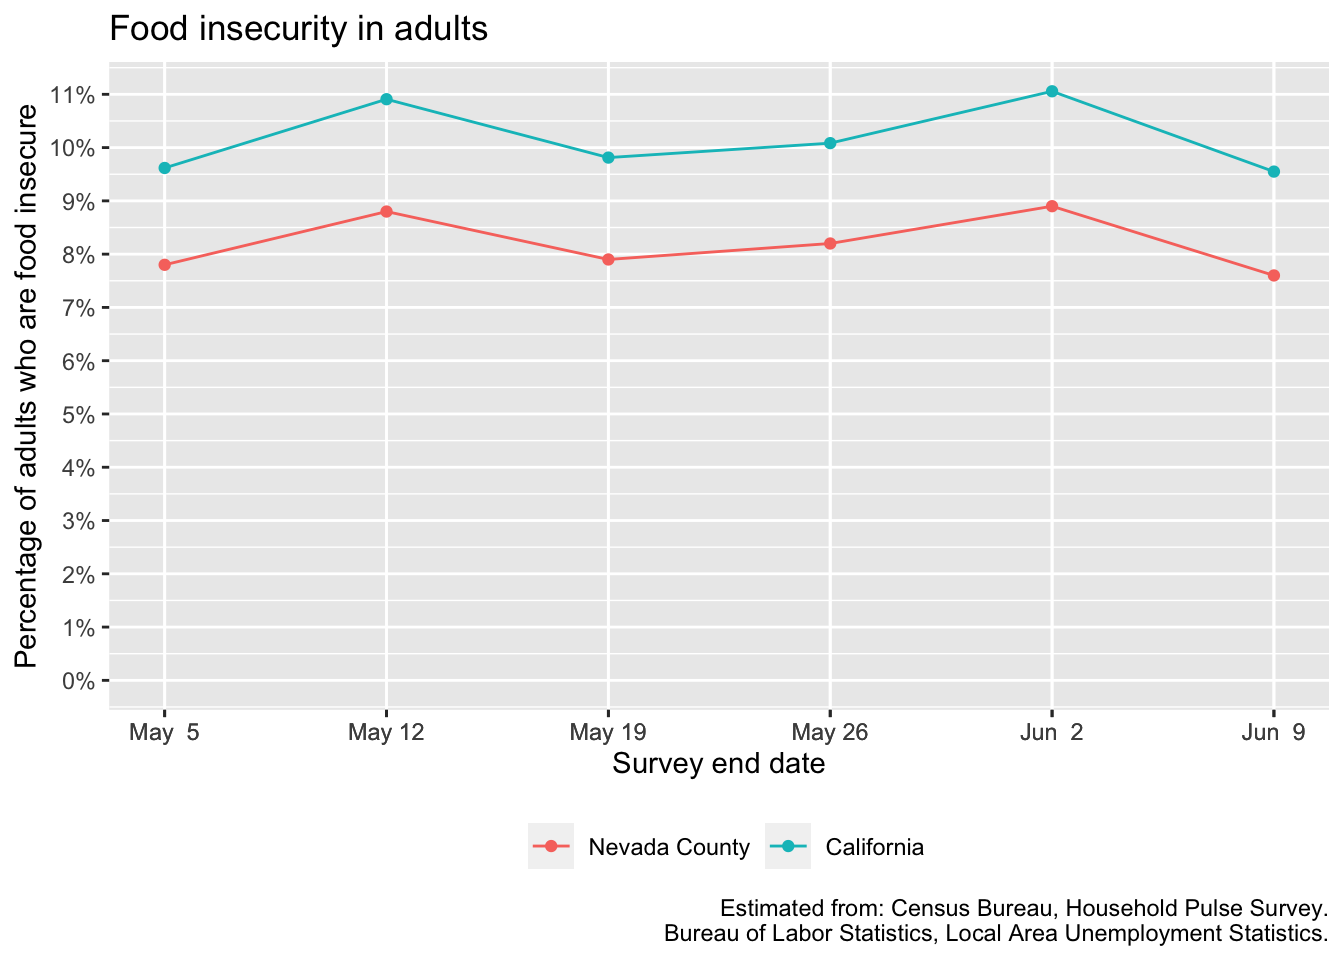 Food insecurity in adults
Percentage of adults who are food insecure
11%
10%
9%
8%
7%
6%
5%
4%
3%
2%
1%
0%
May  5 May 12 May 19 May 26 Jun  2 Jun  9
Survey end date
Nevada County California
Estimated from: Census Bureau, Household Pulse Survey.
Bureau of Labor Statistics, Local Area Unemployment Statistics.